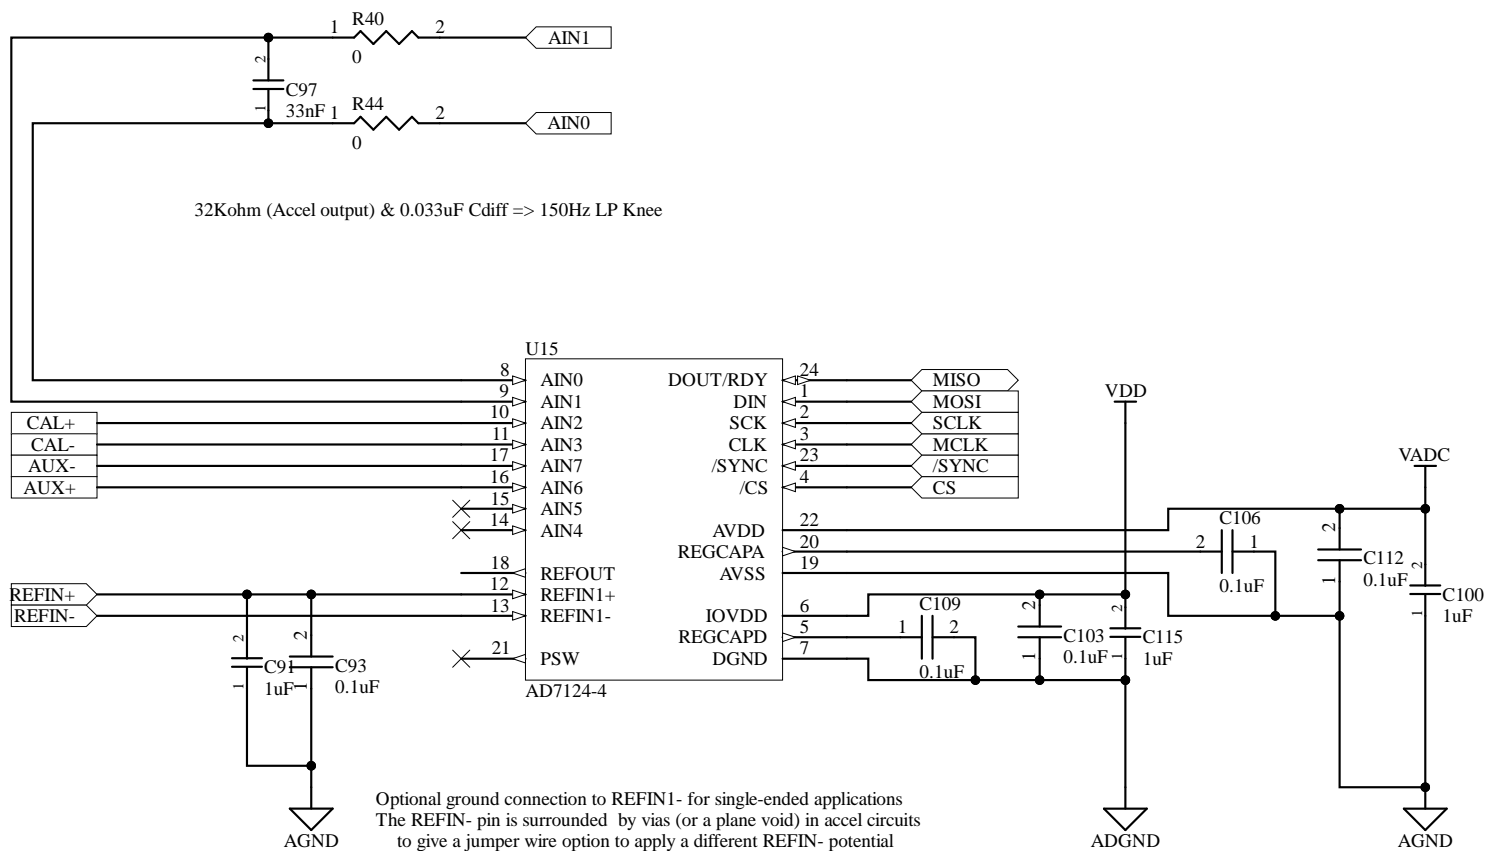 R40
1 2
AIN1
0
2
C97
1
33nF
R44
1 2
AIN0
0
32Kohm (Accel output) & 0.033uF Cdiff => 150Hz LP Knee
U15
8 AIN0 DOUT/RDY 24 MISO
9 AIN1 DIN 1 MOSI
CAL+ 10 AIN2 SCK 2 SCLK
CAL- 11 AIN3 CLK 3 MCLK
AUX- 17 AIN7 /SYNC 23 /SYNC
AUX+ 16 AIN6 /CS 4 CS
15 AIN5
14 AIN4 AVDD 22
REGCAPA 20
18 REFOUT AVSS 19
REFIN+ 12 REFIN1+
REFIN- 13 REFIN1- IOVDD 6
REGCAPD 5
21 PSW DGND 7
AD7124-4
VDD
VADC
C106
2 1
0.1uF
2
C112
1
0.1uF
2
C100
1
1uF
C109
1 2
0.1uF
2
C103
1
0.1uF
2
C115
1
1uF
2
C91
1
1uF
2
C93
1
0.1uF
AGND
Optional ground connection to REFIN1- for single-ended applications
The REFIN- pin is surrounded by vias (or a plane void) in accel circuits
to give a jumper wire option to apply a different REFIN- potential
ADGND
AGND